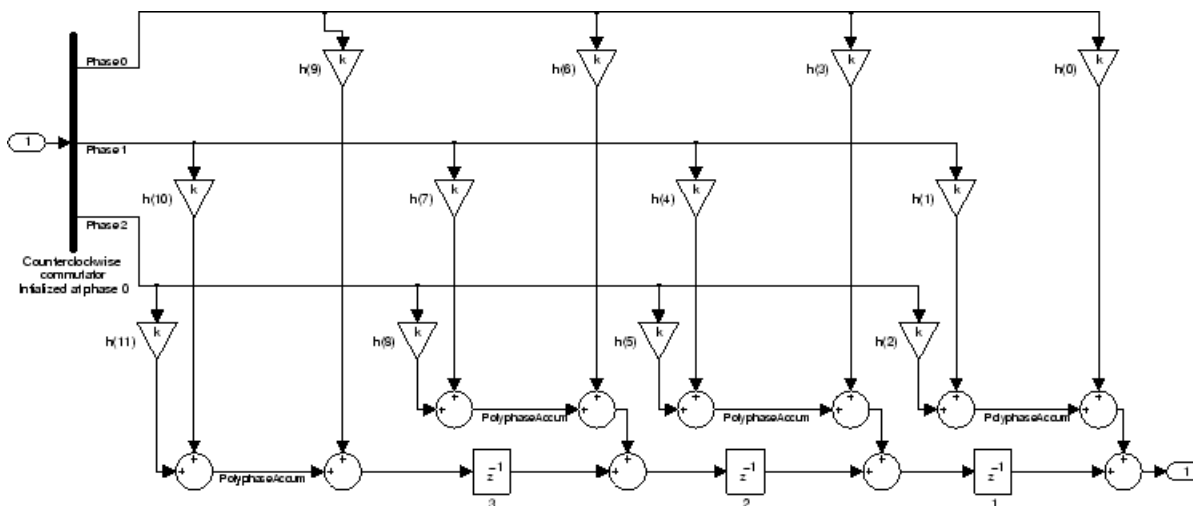 Phase 0
k
k
k
k
h(9)
h(6)
h(3)
h(0)
1
Phase 1
k
k
k
k
h(10)
h(7)
h(4)
h(1)
Phase 2
Counterclockwise
commutator
Initialized at phase 0
k
k
k
k
h(11)
h(8)
h(5)
h(2)
+
+
+
+
+
+
+
PolyphaseAccum
+
+
PolyphaseAccum
+
+
PolyphaseAccum
+
+
+
+
+
+
+
PolyphaseAccum
+
z⁻¹
+
z⁻¹
+
z⁻¹
+
1
3
2
1